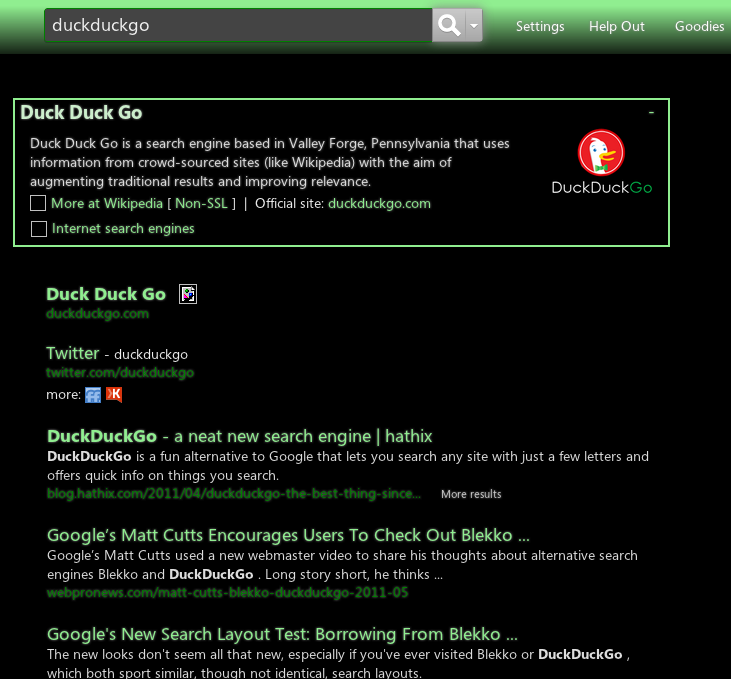 duckduckgo
Settings Help Out Goodies
Duck Duck Go -
Duck Duck Go is a search engine based in Valley Forge, Pennsylvania that uses
information from crowd-sourced sites (like Wikipedia) with the aim of
augmenting traditional results and improving relevance.
DuckDuckGo
More at Wikipedia [ Non-SSL ] | Official site: duckduckgo.com
Internet search engines
Duck Duck Go
duckduckgo.com
Twitter - duckduckgo
twitter.com/duckduckgo
more:
DuckDuckGo - a neat new search engine | hathix
DuckDuckGo is a fun alternative to Google that lets you search any site with just a few letters and
offers quick info on things you search.
blog.hathix.com/2011/04/duckduckgo-the-best-thing-since... More results
Google’s Matt Cutts Encourages Users To Check Out Blekko ...
Google’s Matt Cutts used a new webmaster video to share his thoughts about alternative search
engines Blekko and DuckDuckGo . Long story short, he thinks ...
webpronews.com/matt-cutts-blekko-duckduckgo-2011-05
Google's New Search Layout Test: Borrowing From Blekko ...
The new looks don't seem all that new, especially if you've ever visited Blekko or DuckDuckGo ,
which both sport similar, though not identical, search layouts.